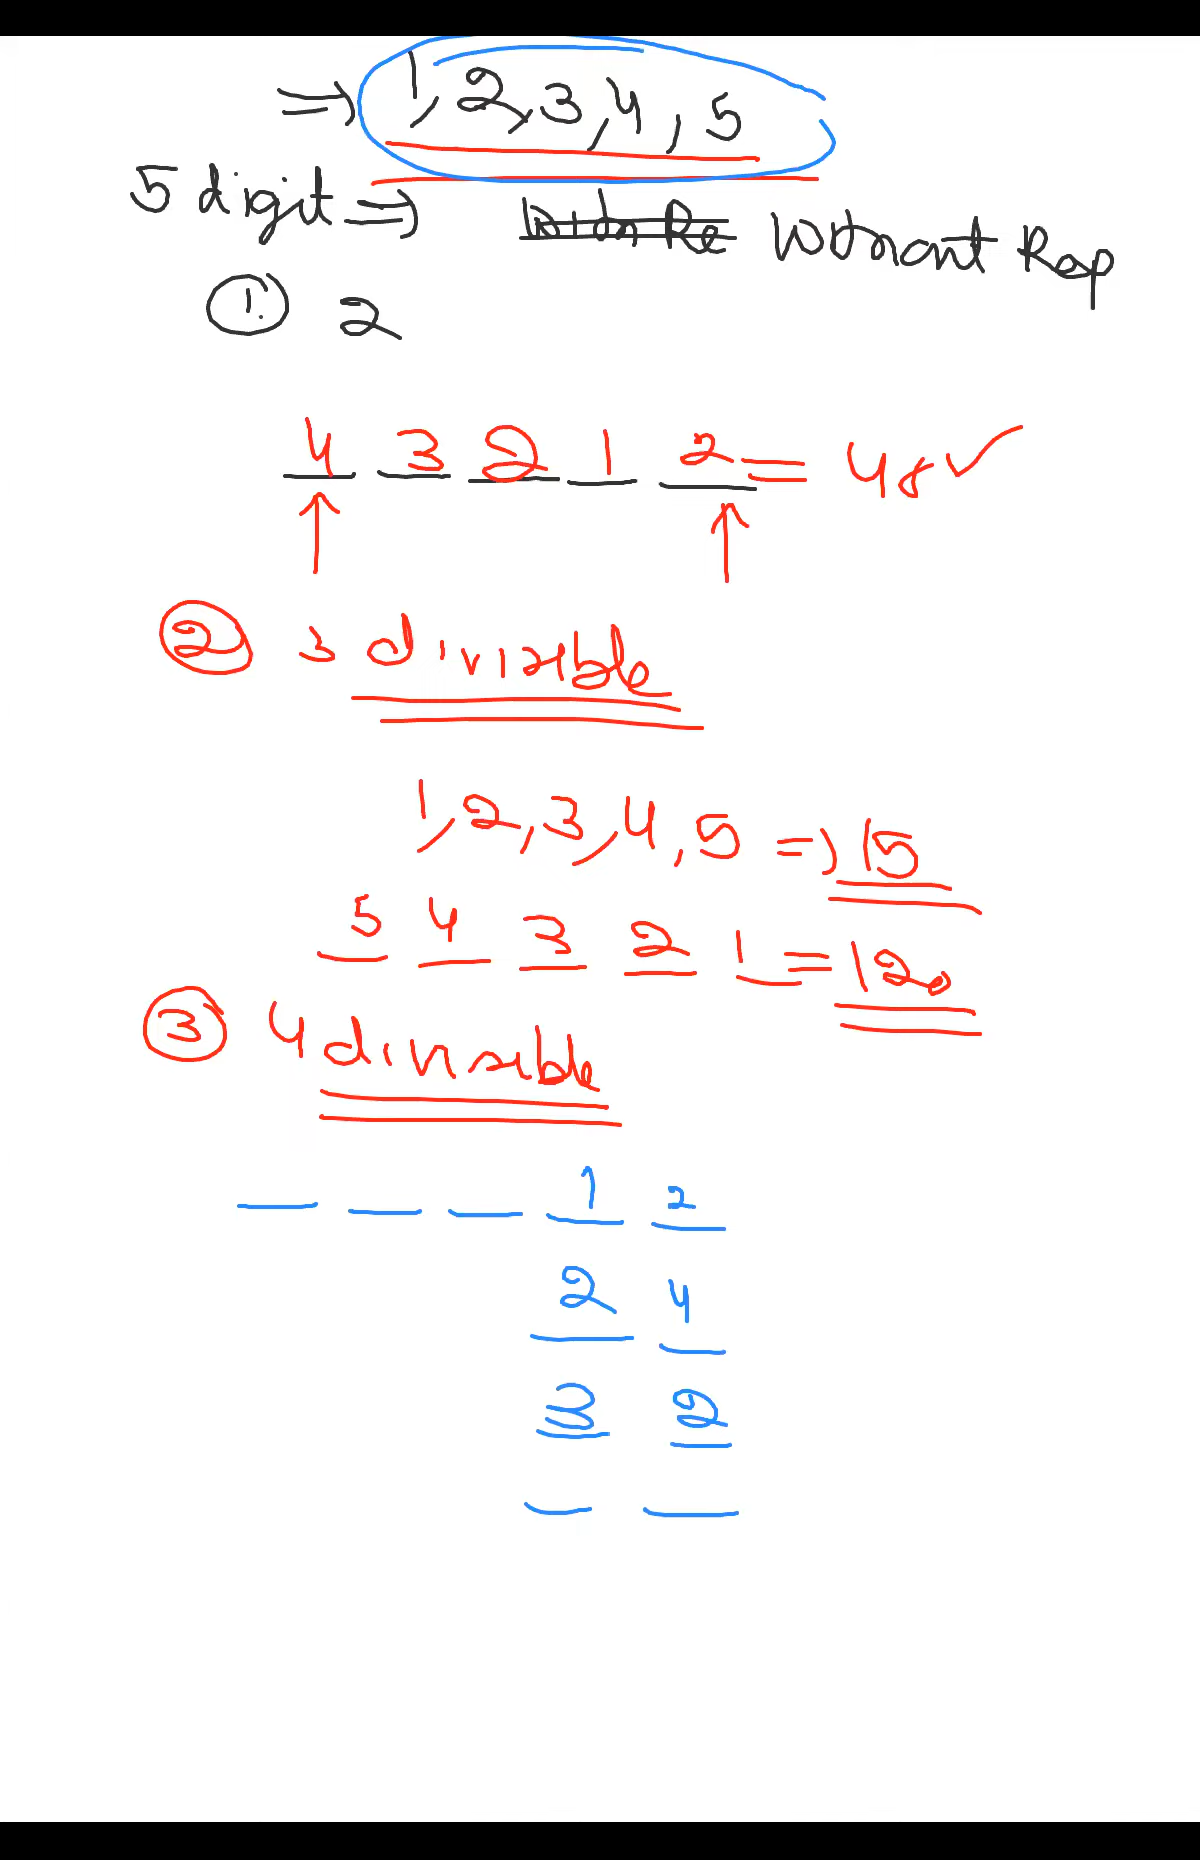 ⇒ 1, 2, 3, 4, 5
5 digit ⇒ Without Rep
① 2
4 3 2 1 2 = 48 ✓
② 3 divisible
1, 2, 3, 4, 5 ⇒ 15
5 4 3 2 1 = 120
③ 4 divisible
_ _ _ 1 2
2 4
3 2
_ _